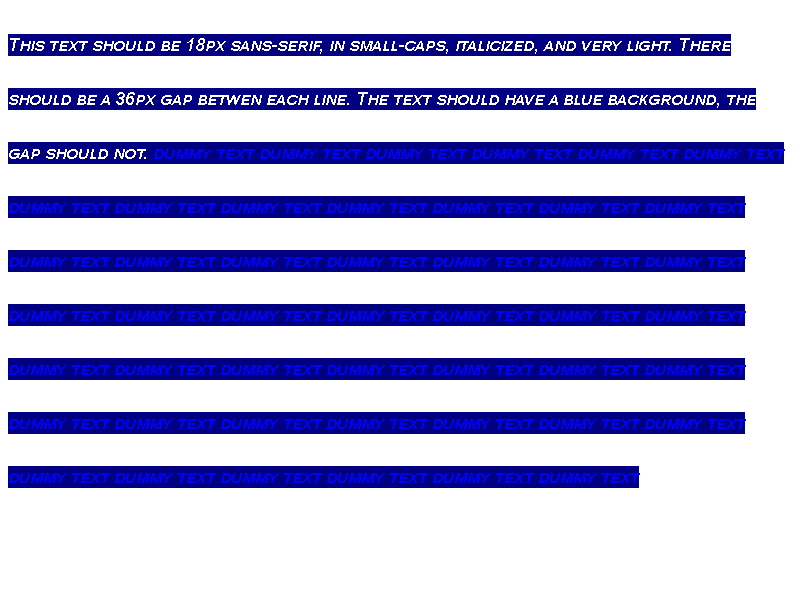 This text should be 18px sans-serif, in small-caps, italicized, and very light. There
should be a 36px gap betwen each line. The text should have a blue background, the
gap should not. dummy text dummy text dummy text dummy text dummy text dummy text
dummy text dummy text dummy text dummy text dummy text dummy text dummy text
dummy text dummy text dummy text dummy text dummy text dummy text dummy text
dummy text dummy text dummy text dummy text dummy text dummy text dummy text
dummy text dummy text dummy text dummy text dummy text dummy text dummy text
dummy text dummy text dummy text dummy text dummy text dummy text dummy text
dummy text dummy text dummy text dummy text dummy text dummy text